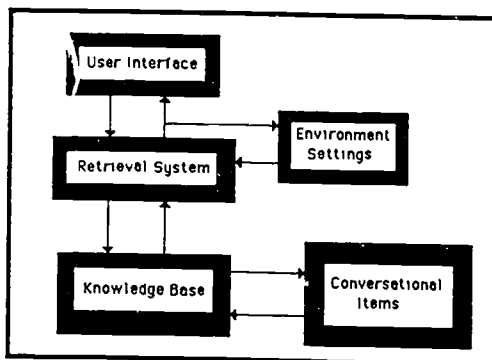 User Interface
Environment
Settings
Retrieval System
Knowledge Base
Conversational
Items